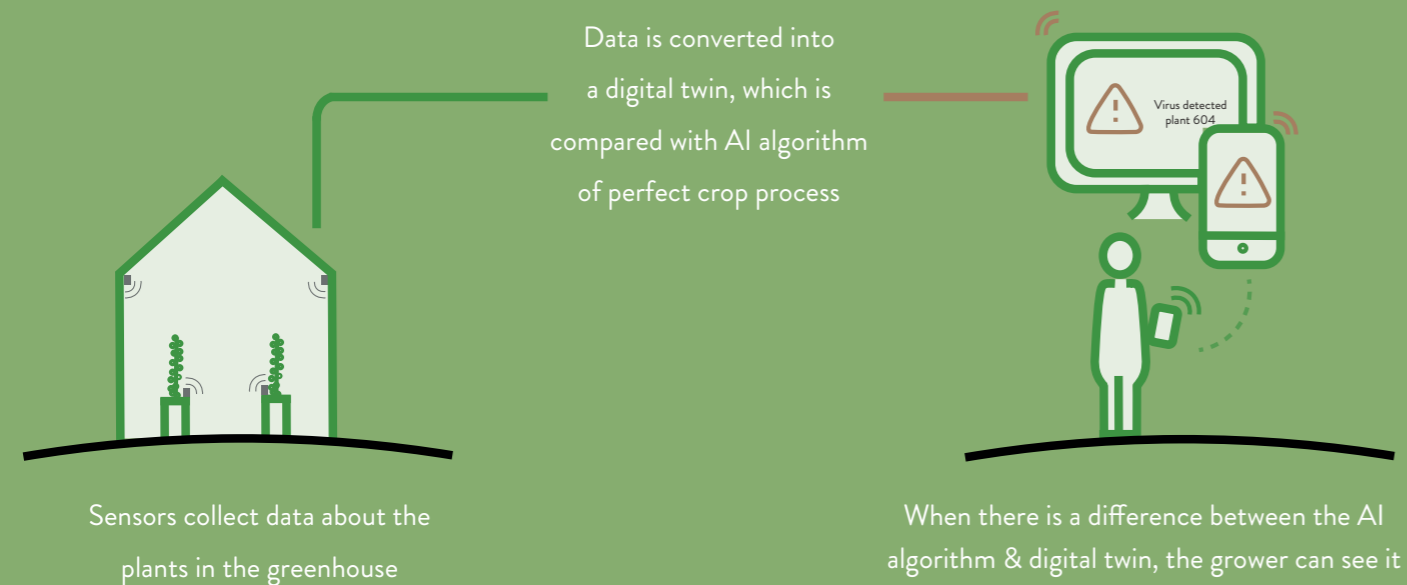 Data is converted into
a digital twin, which is
compared with AI algorithm
of perfect crop process
Virus detected
plant 604
Sensors collect data about the
plants in the greenhouse
When there is a difference between the AI
algorithm & digital twin, the grower can see it